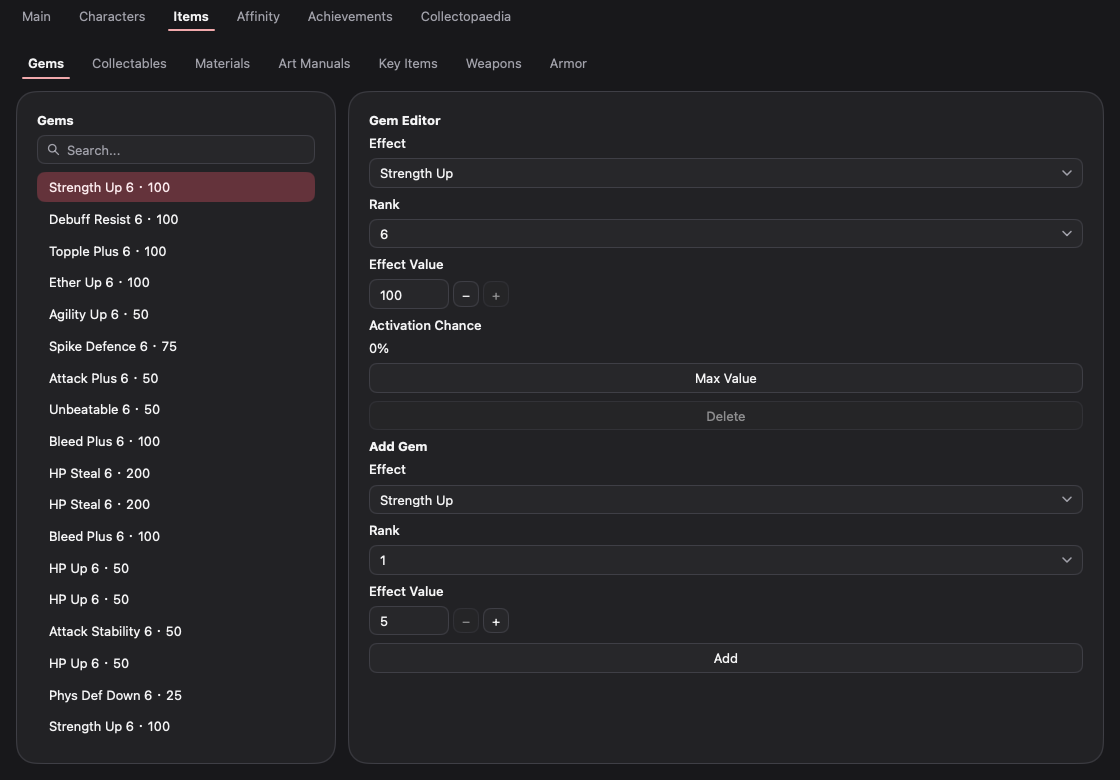 Main Characters Items Affinity Achievements Collectopaedia
Gems Collectables Materials Art Manuals Key Items Weapons Armor
Gems
Search...
Strength Up 6 · 100
Debuff Resist 6 · 100
Topple Plus 6 · 100
Ether Up 6 · 100
Agility Up 6 · 50
Spike Defence 6 · 75
Attack Plus 6 · 50
Unbeatable 6 · 50
Bleed Plus 6 · 100
HP Steal 6 · 200
HP Steal 6 · 200
Bleed Plus 6 · 100
HP Up 6 · 50
HP Up 6 · 50
Attack Stability 6 · 50
HP Up 6 · 50
Phys Def Down 6 · 25
Strength Up 6 · 100
Gem Editor
Effect
Strength Up
Rank
6
Effect Value
100 − +
Activation Chance
0%
Max Value
Delete
Add Gem
Effect
Strength Up
Rank
1
Effect Value
5 − +
Add